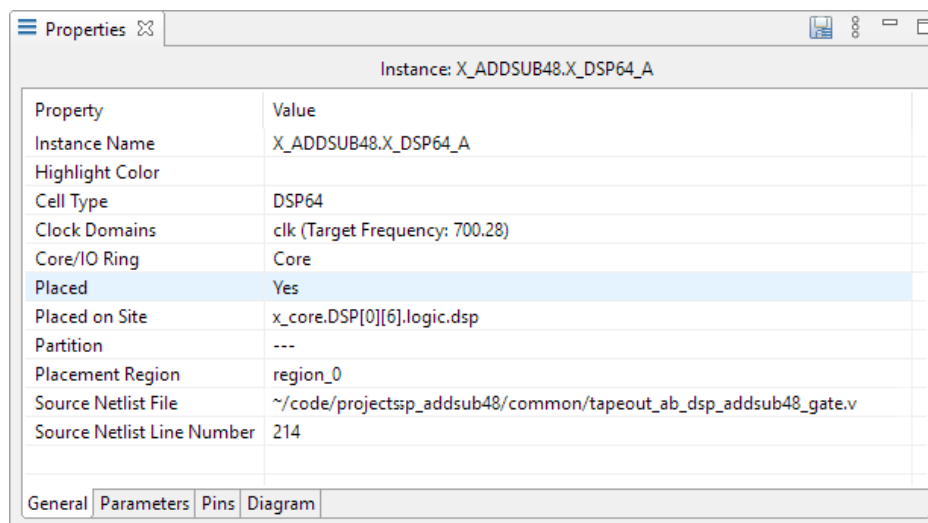 Properties
Instance: X_ADDSUB48.X_DSP64_A
Property Value
Instance Name X_ADDSUB48.X_DSP64_A
Highlight Color
Cell Type DSP64
Clock Domains clk (Target Frequency: 700.28)
Core/IO Ring Core
Placed Yes
Placed on Site x_core.DSP[0][6].logic.dsp
Partition ---
Placement Region region_0
Source Netlist File ~/code/projectssp_addsub48/common/tapeout_ab_dsp_addsub48_gate.v
Source Netlist Line Number 214
General Parameters Pins Diagram